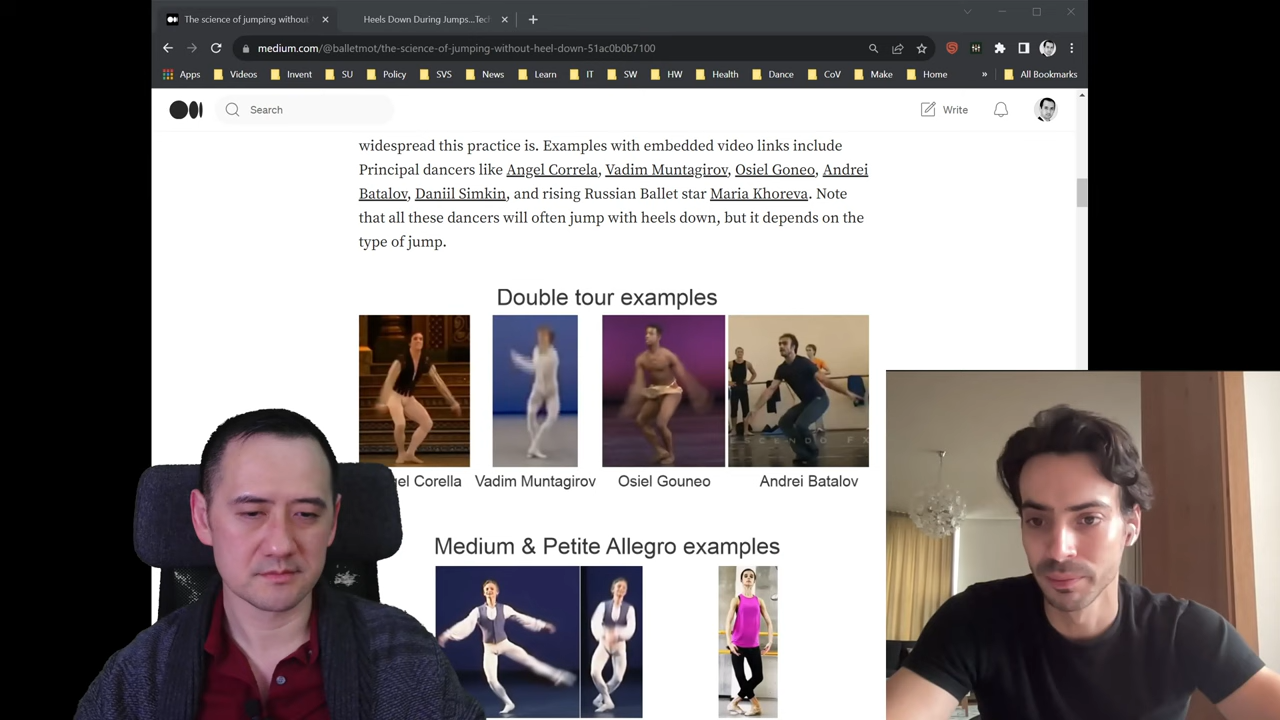 The science of jumping without
Heels Down During Jumps...Tec
medium.com/@balletmot/the-science-of-jumping-without-heel-down-51ac0b0b7100
Apps Videos Invent SU Policy SVS News Learn IT SW HW Health Dance CoV Make Home » All Bookmarks
Search Write
widespread this practice is. Examples with embedded video links include
Principal dancers like Angel Correla, Vadim Muntagirov, Osiel Goneo, Andrei
Batalov, Daniil Simkin, and rising Russian Ballet star Maria Khoreva. Note
that all these dancers will often jump with heels down, but it depends on the
type of jump.
Double tour examples
ESCENDO FX
gel Corella Vadim Muntagirov Osiel Gouneo Andrei Batalov
Medium & Petite Allegro examples